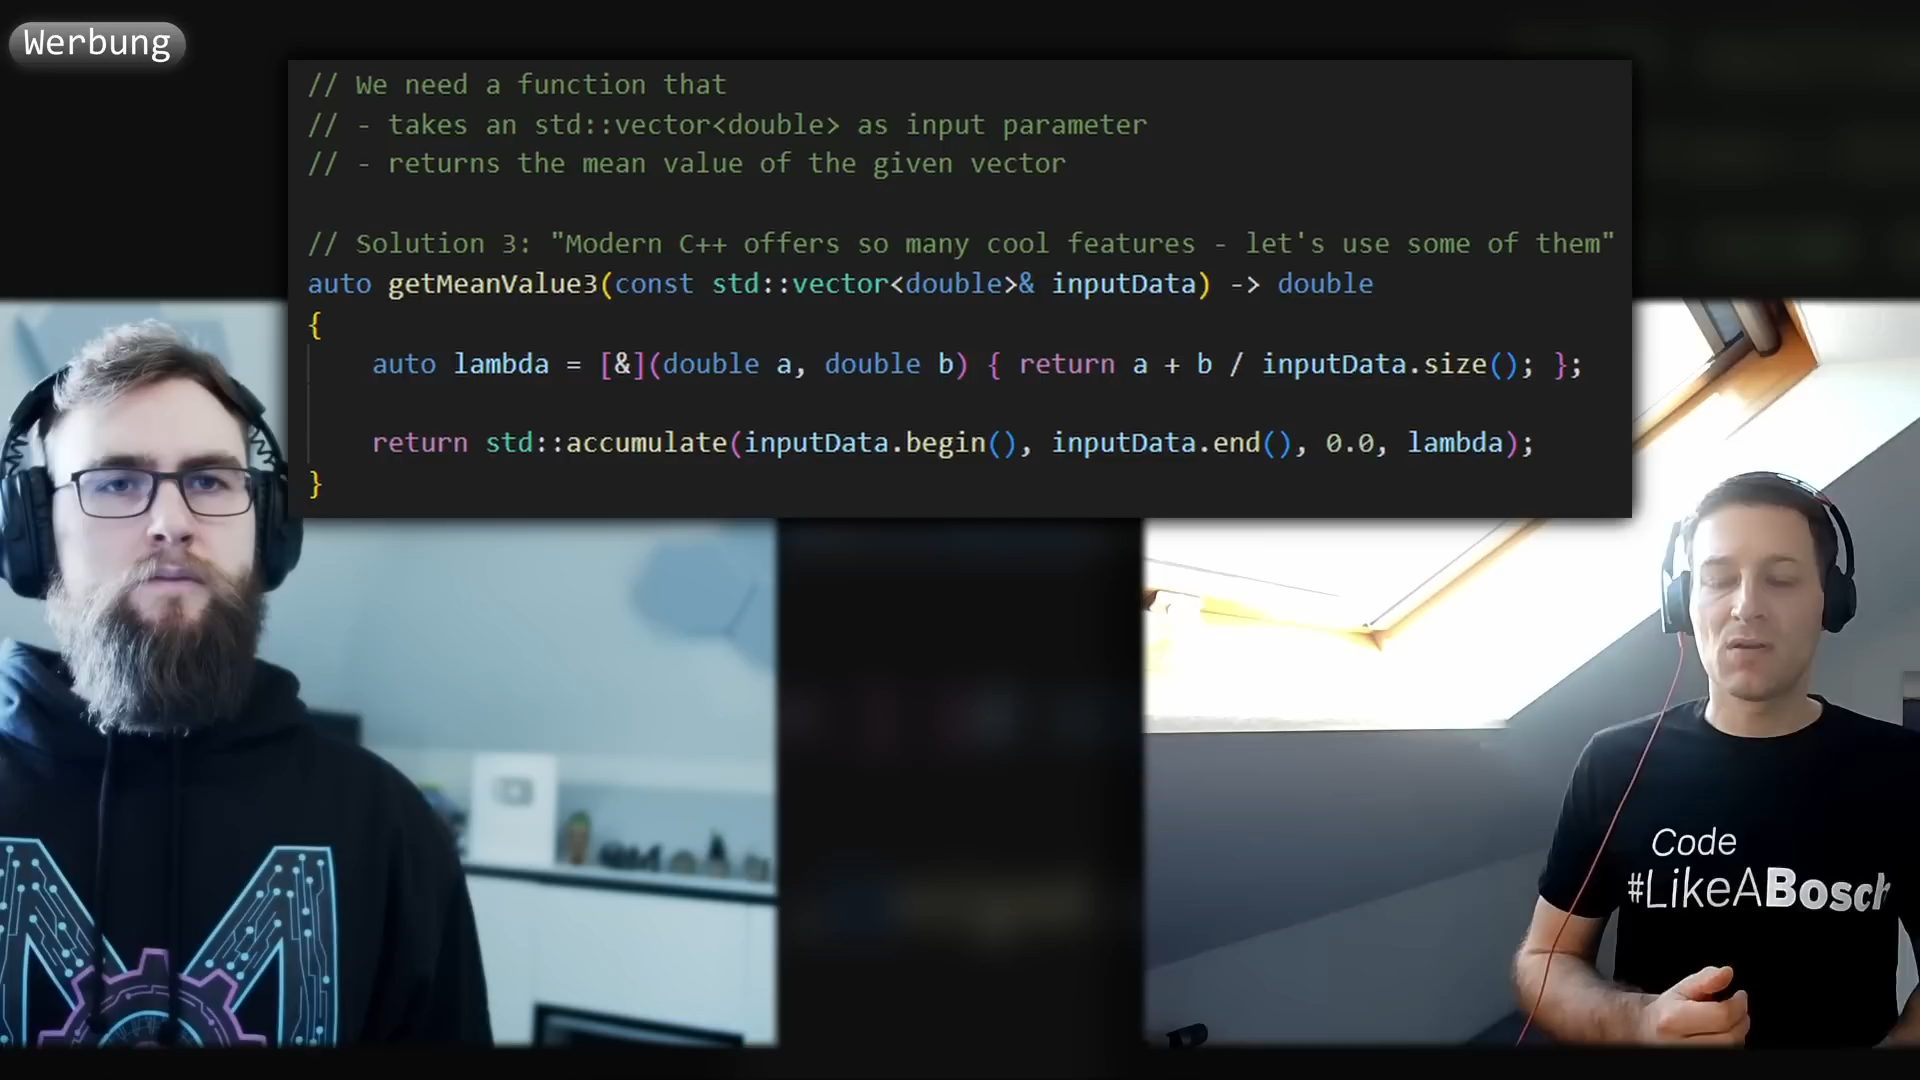 Werbung
// We need a function that
// - takes an std::vector<double> as input parameter
// - returns the mean value of the given vector
// Solution 3: "Modern C++ offers so many cool features - let's use some of them"
auto getMeanValue3(const std::vector<double>& inputData) -> double
{
auto lambda = [&](double a, double b) { return a + b / inputData.size(); };
return std::accumulate(inputData.begin(), inputData.end(), 0.0, lambda);
}
Code
#LikeABosch